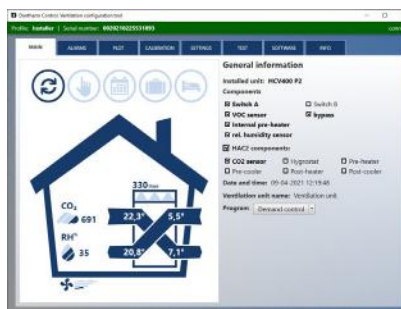 Dantherm Control: Ventilation configuration tool
Profile: Installer | Serial number: 0029210225531093
MAIN ALARMS PILOT CALIBRATION SETTINGS TEST SOFTWARE INFO
General information
Installed unit: HCV400 P2
Components
Switch A Switch B
VOC sensor bypass
Internal pre-heater
rel. humidity sensor
HAC2 components:
CO2 sensor Hygrostat Pre-heater
Pre-cooler Post-heater Post-cooler
Date and time: 09-04-2021 12:19:48
Ventilation unit name: Ventilation unit
Program: Demand control
330
CO₂
691
22,3° 5,5°
RH%
35
20,8° 7,1°